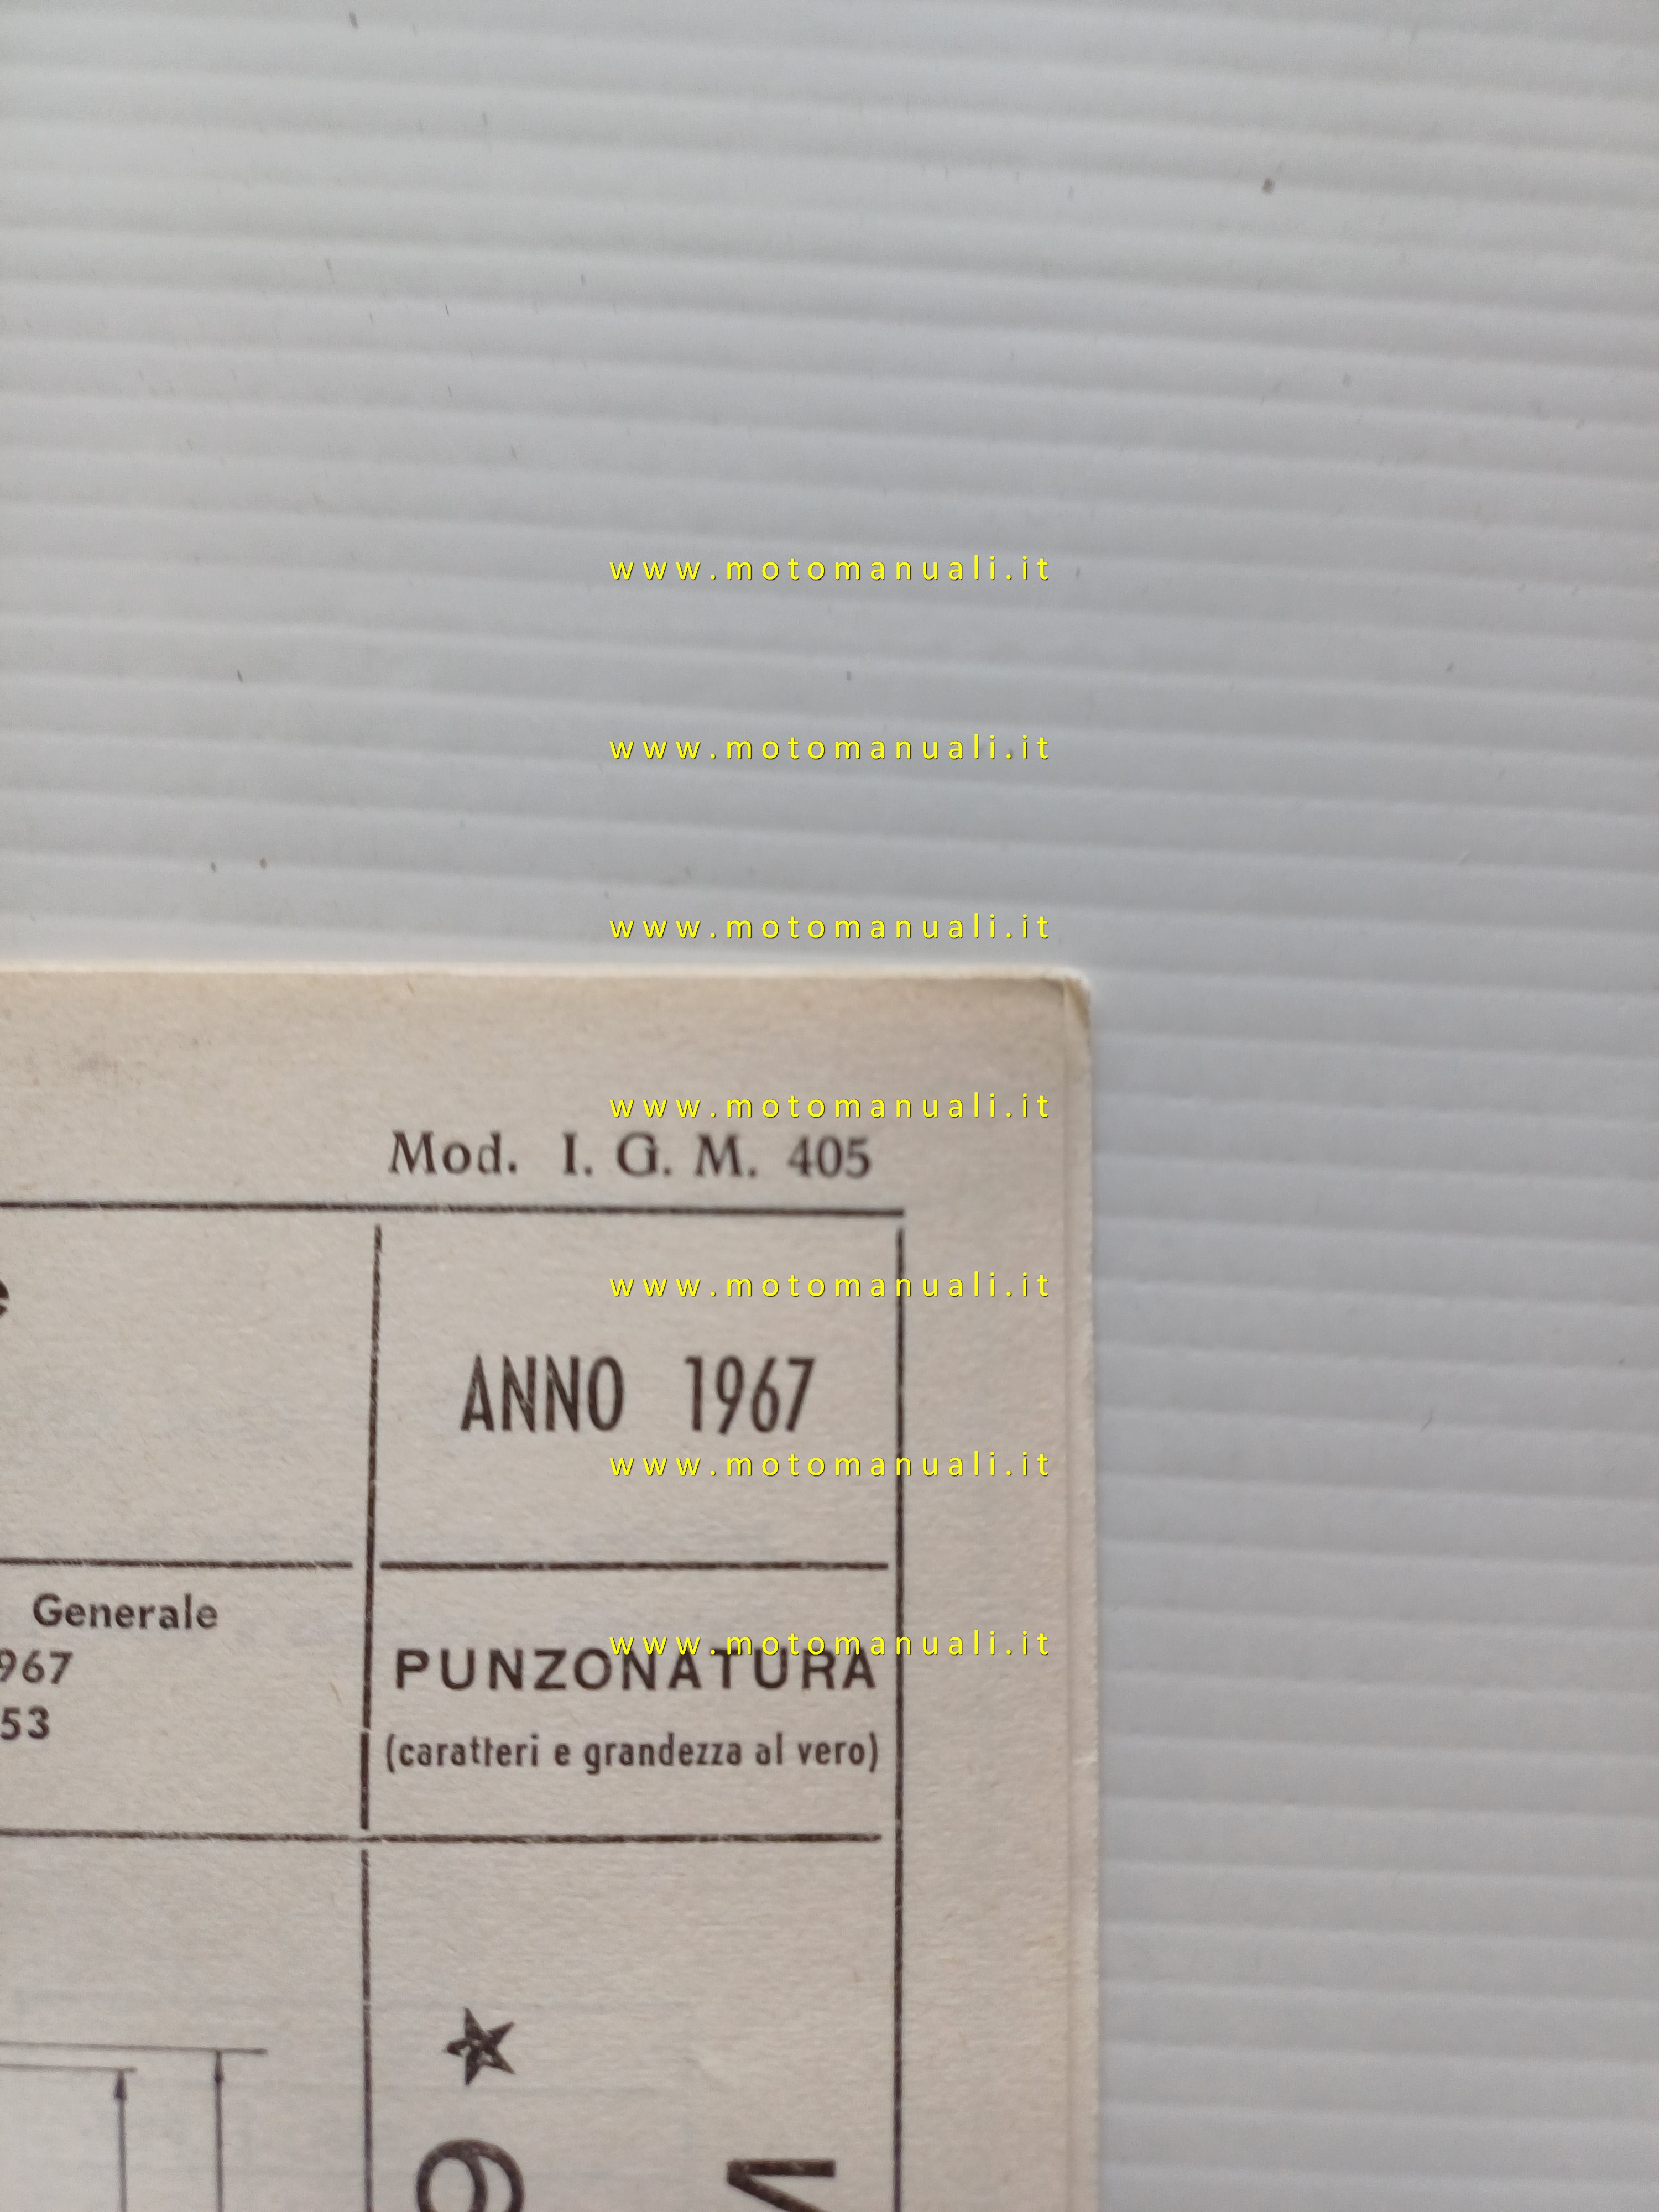 www.motomanuali.it
www.motomanuali.it
www.motomanuali.it
www.motomanuali.it
Mod. I. G. M. 405
www.motomanuali.it
ANNO 1967
www.motomanuali.it
Generale
www.motomanuali.it
967
PUNZONATURA
53
(caratteri e grandezza al vero)
★
6